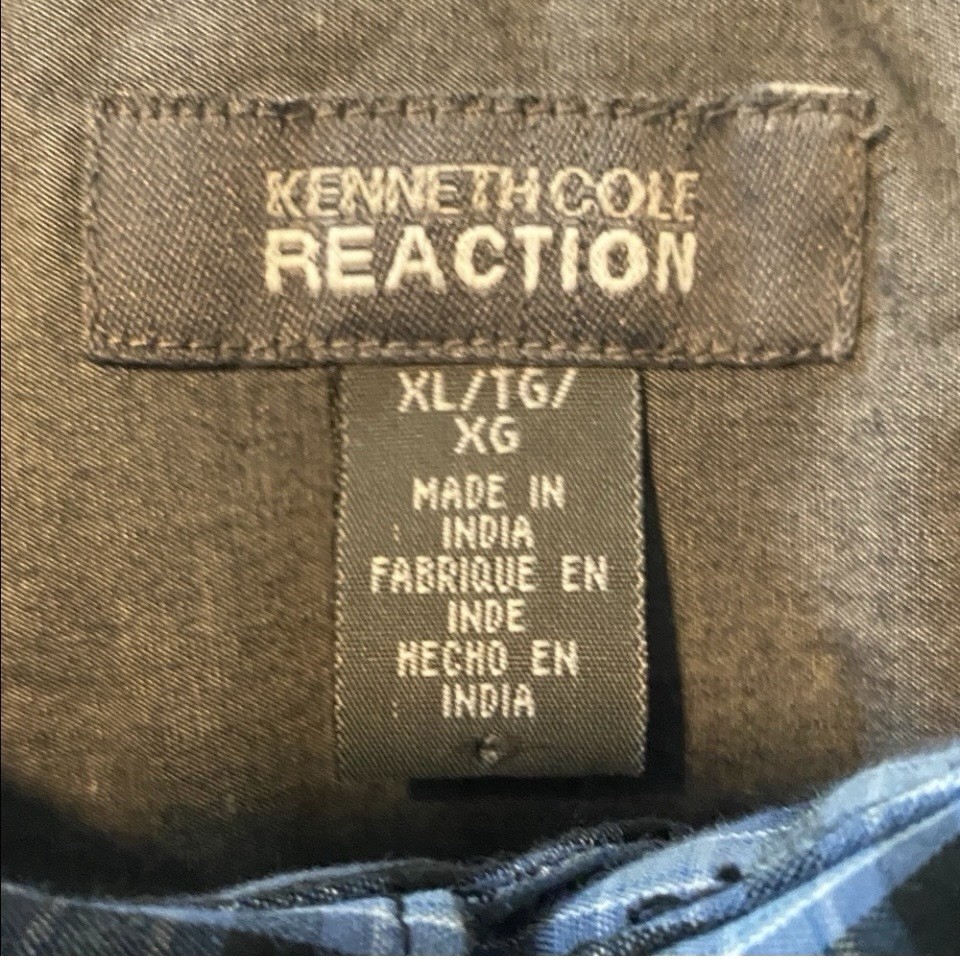 KENNETH COLE
REACTION
XL/TG/
XG
MADE IN
INDIA
FABRIQUE EN
INDE
HECHO EN
INDIA